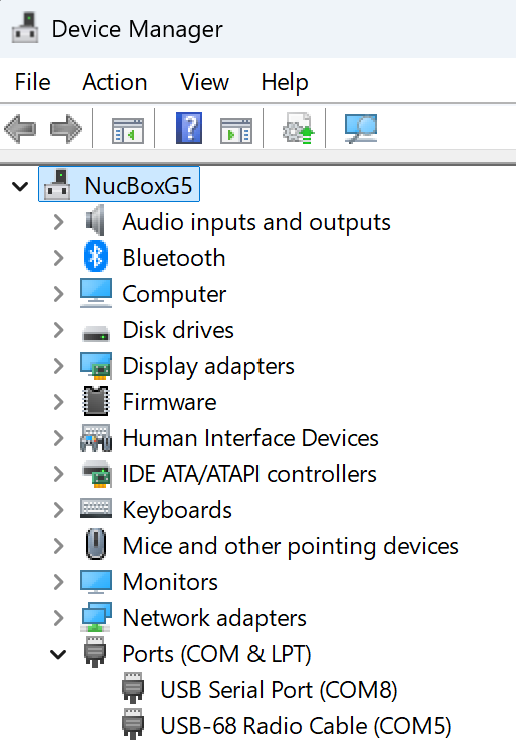 Device Manager
File Action View Help
?
NucBoxG5
Audio inputs and outputs
Bluetooth
Computer
Disk drives
Display adapters
Firmware
Human Interface Devices
IDE ATA/ATAPI controllers
Keyboards
Mice and other pointing devices
Monitors
Network adapters
Ports (COM & LPT)
USB Serial Port (COM8)
USB-68 Radio Cable (COM5)